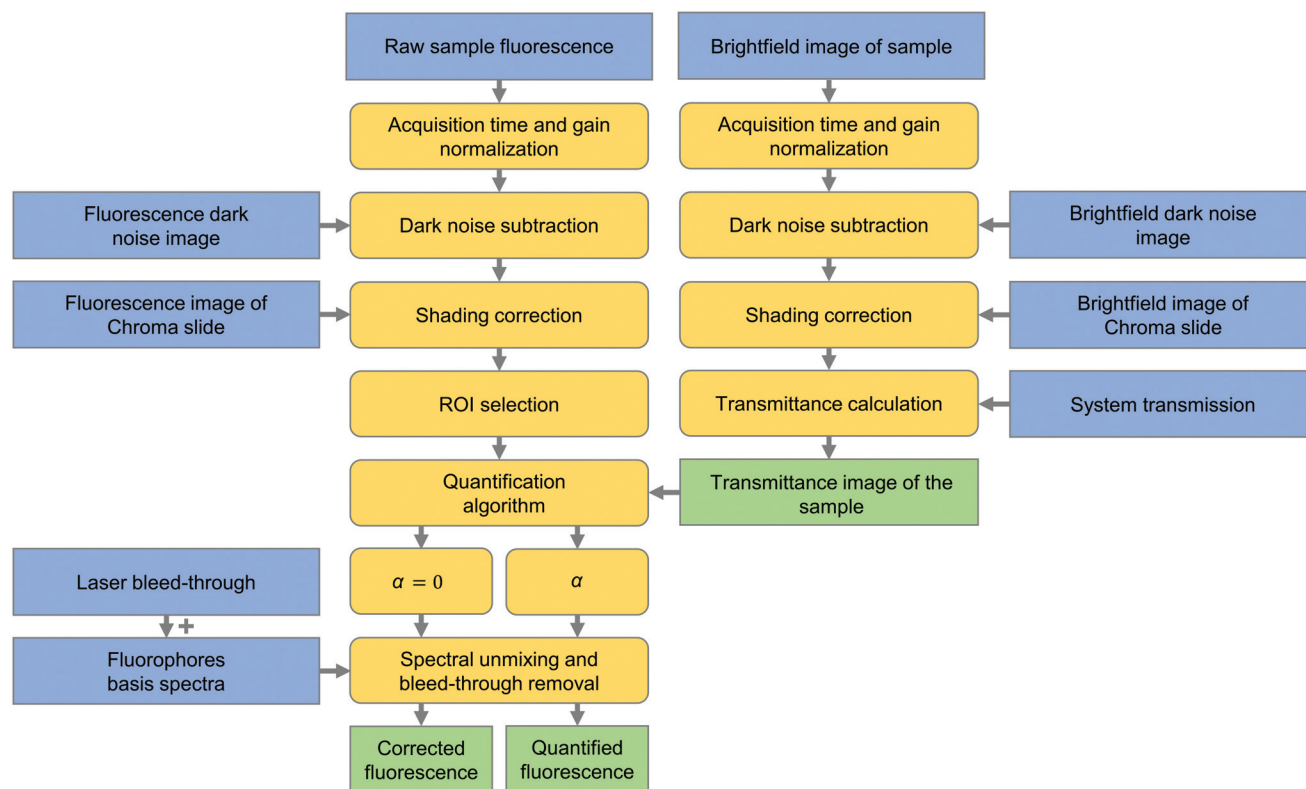 Raw sample fluorescence
Brightfield image of sample
Acquisition time and gain
normalization
Acquisition time and gain
normalization
Fluorescence dark
noise image
Dark noise subtraction
Dark noise subtraction
Brightfield dark noise
image
Fluorescence image of
Chroma slide
Shading correction
Shading correction
Brightfield image of
Chroma slide
ROI selection
Transmittance calculation
System transmission
Quantification
algorithm
Transmittance image of the
sample
Laser bleed-through
α = 0
α
+
Fluorophores
basis spectra
Spectral unmixing and
bleed-through removal
Corrected
fluorescence
Quantified
fluorescence